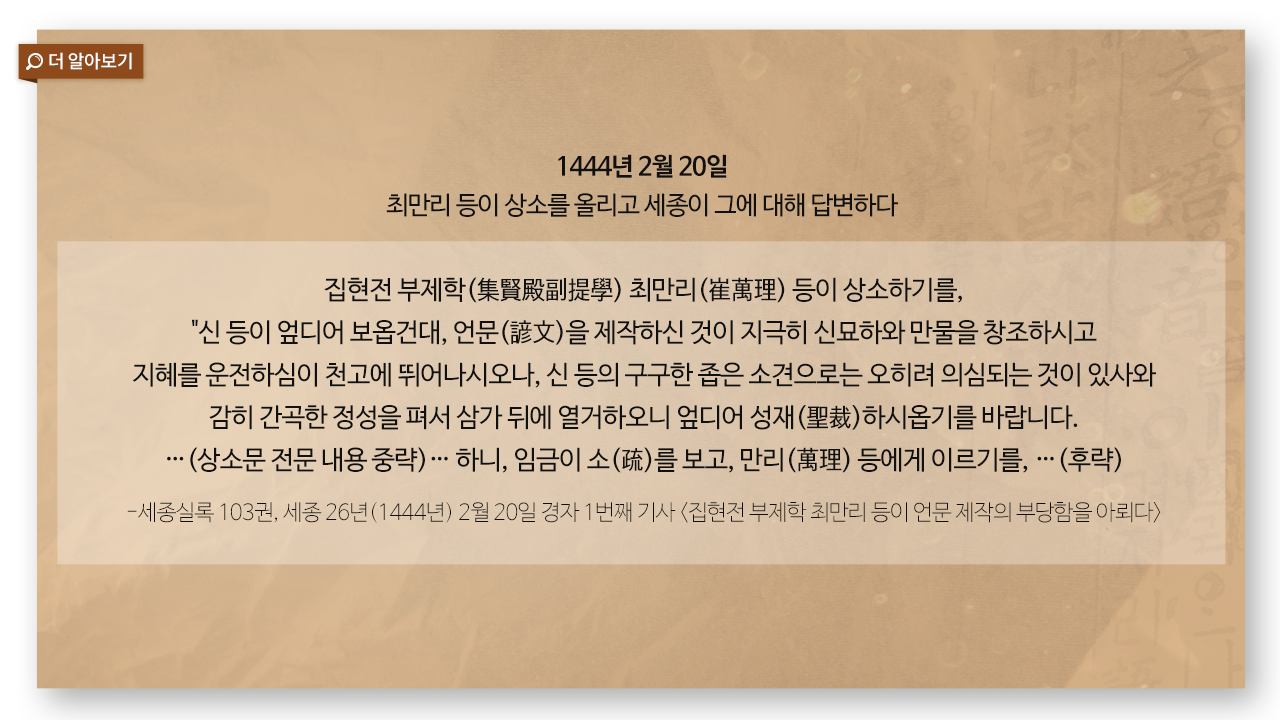 더 알아보기
1444년 2월 20일
최만리 등이 상소를 올리고 세종이 그에 대해 답변하다
집현전 부제학(集賢殿副提學) 최만리(崔萬理) 등이 상소하기를,
"신 등이 엎디어 보옵건대, 언문(諺文)을 제작하신 것이 지극히 신묘하와 만물을 창조하시고
지혜를 운전하심이 천고에 뛰어나시오나, 신 등의 구구한 좁은 소견으로는 오히려 의심되는 것이 있사와
감히 간곡한 정성을 펴서 삼가 뒤에 열거하오니 엎디어 성재(聖裁)하시옵기를 바랍니다.
…(상소문 전문 내용 중략)… 하니, 임금이 소(疏)를 보고, 만리(萬理) 등에게 이르기를, …(후략)
-세종실록 103권, 세종 26년(1444년) 2월 20일 경자 1번째 기사 <집현전 부제학 최만리 등이 언문 제작의 부당함을 아뢰다>